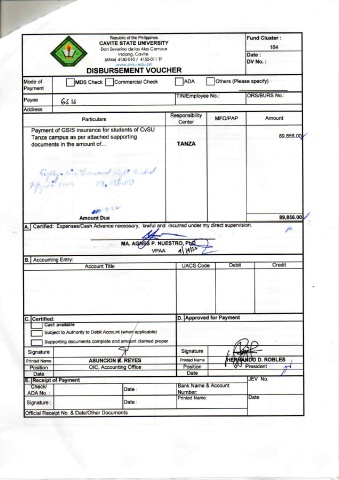 Republic of the Philippines
CAVITE STATE UNIVERSITY
Don Severino delas Alas Campus
Indang, Cavite
www.cvsu.edu.ph
DISBURSEMENT VOUCHER
Fund Cluster :
164
Date :
DV No. :
Mode of Payment
MDS Check
Commercial Check
ADA
Others (Please specify)
Payee
GSIS
TIN/Employee No.:
ORS/BURS No.:
Address
Particulars
Responsibility Center
MFO/PAP
Amount
Payment of GSIS insurance for students of CvSU
Tanza campus as per attached supporting
documents in the amount of...
TANZA
89,856.00
Amount Due
89,856.00
A. Certified: Expenses/Cash Advance necessary, lawful and incurred under my direct supervision.
MA. AGNES P. NUESTRO, PhD
VPAA
B. Accounting Entry:
Account Title
UACS Code
Debit
Credit
C. Certified:
Cash available
Subject to Authority to Debit Account (when applicable)
Supporting documents complete and amount claimed proper
D. Approved for Payment
Signature
Signature
Printed Name
ASUNCION B. REYES
Printed Name
HERNANDO D. ROBLES
Position
OIC, Accounting Office
Position
President
Date
Date
E. Receipt of Payment
JEV No.
Check/ ADA No. :
Date :
Bank Name & Account Number:
Signature :
Date :
Printed Name:
Date
Official Receipt No. & Date/Other Documents